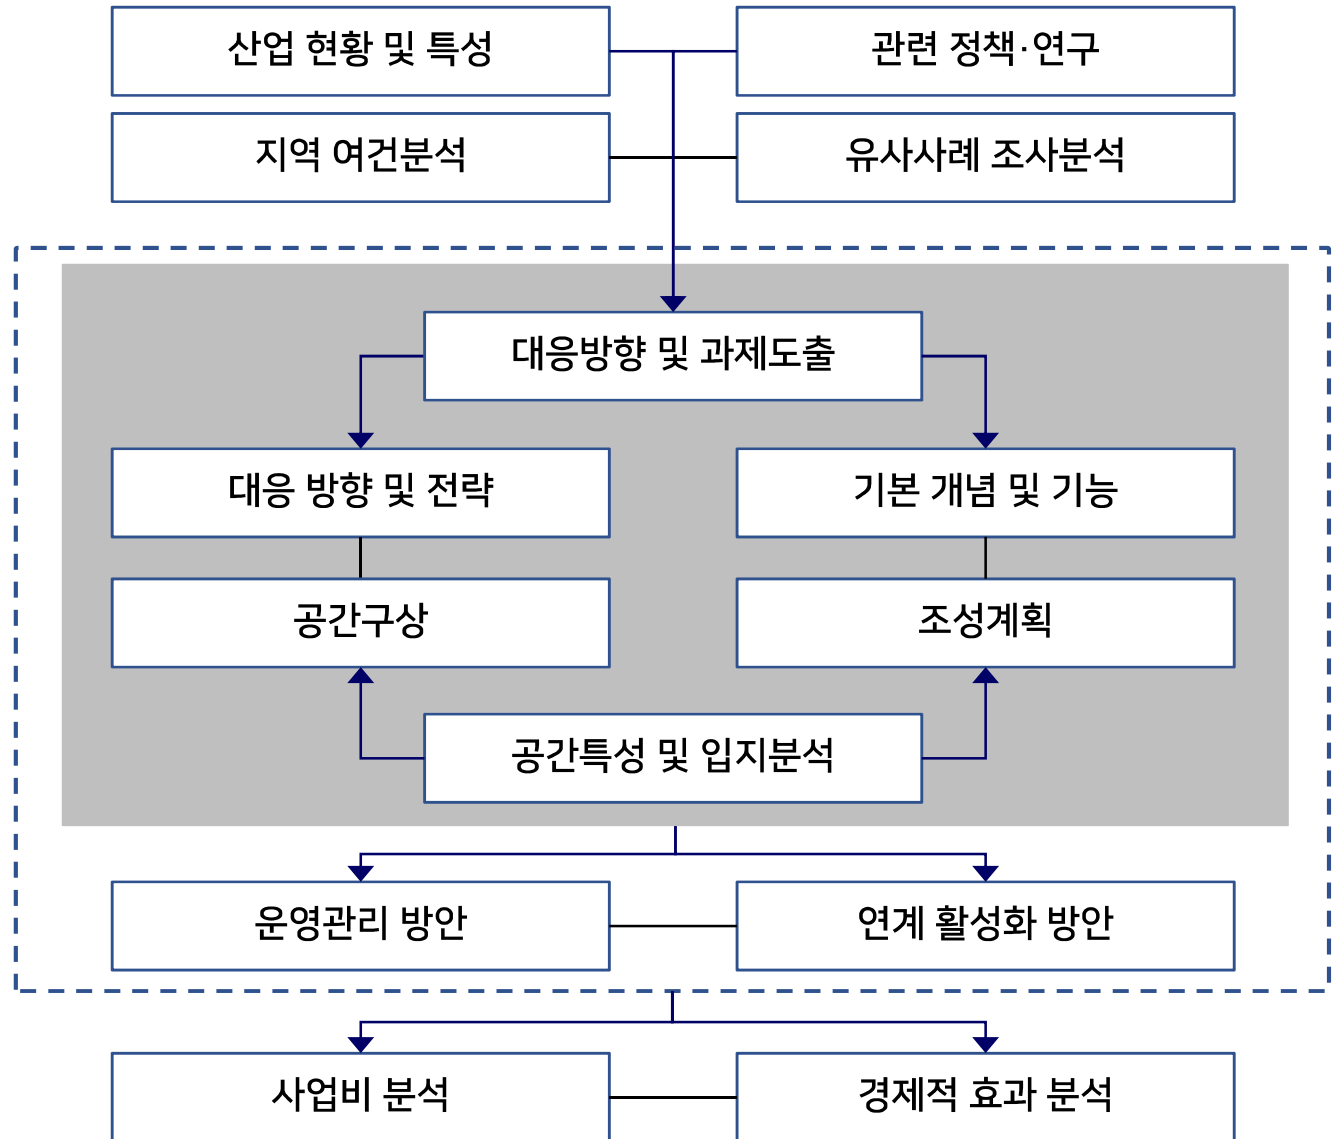 산업 현황 및 특성
관련 정책·연구
지역 여건분석
유사사례 조사분석
대응방향 및 과제도출
대응 방향 및 전략
기본 개념 및 기능
공간구상
조성계획
공간특성 및 입지분석
운영관리 방안
연계 활성화 방안
사업비 분석
경제적 효과 분석